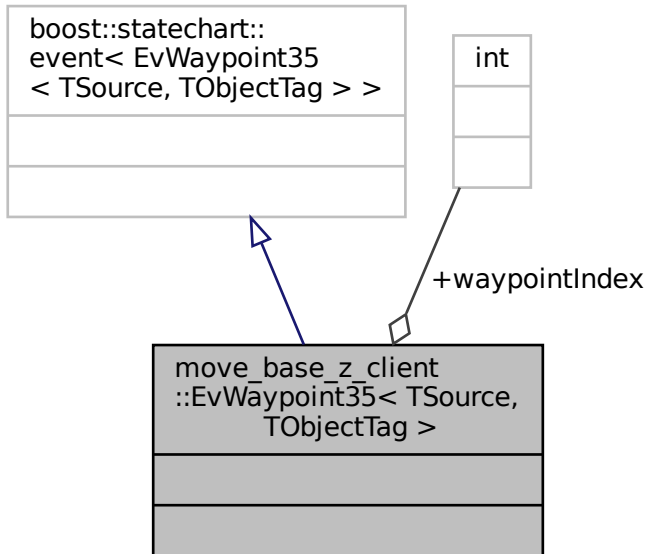 boost::statechart::
event< EvWaypoint35
< TSource, TObjectTag > >
int
+waypointIndex
move_base_z_client
::EvWaypoint35< TSource,
TObjectTag >